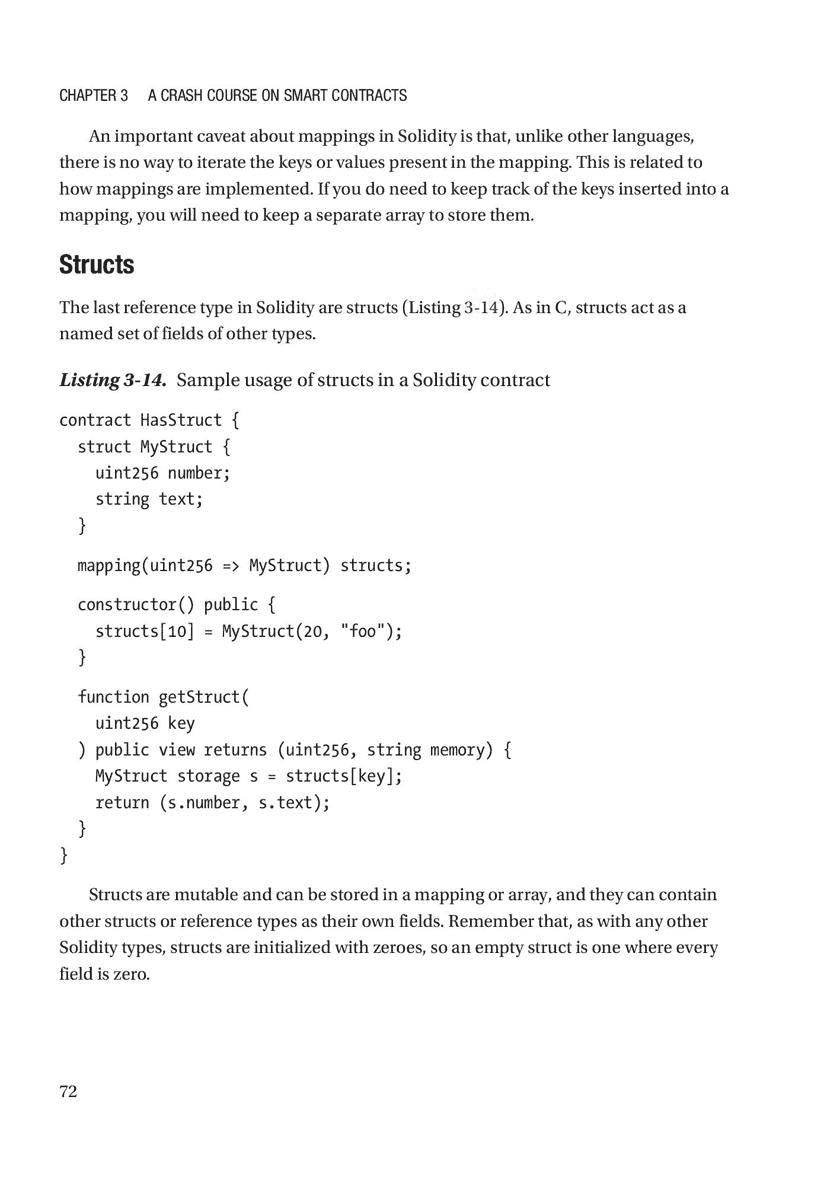 CHAPTER 3 A CRASH COURSE ON SMART CONTRACTS
An important caveat about mappings in Solidity is that, unlike other languages,
there is no way to iterate the keys or values present in the mapping. This is related to
how mappings are implemented. If you do need to keep track of the keys inserted into a
mapping, you will need to keep a separate array to store them.
Structs
The last reference type in Solidity are structs (Listing 3-14). As in C, structs act as a
named set of fields of other types.
Listing 3-14. Sample usage of structs in a Solidity contract
contract HasStruct {
  struct MyStruct {
    uint256 number;
    string text;
  }
  mapping(uint256 => MyStruct) structs;
  constructor() public {
    structs[10] = MyStruct(20, "foo");
  }
  function getStruct(
    uint256 key
  ) public view returns (uint256, string memory) {
    MyStruct storage s = structs[key];
    return (s.number, s.text);
  }
}
Structs are mutable and can be stored in a mapping or array, and they can contain
other structs or reference types as their own fields. Remember that, as with any other
Solidity types, structs are initialized with zeroes, so an empty struct is one where every
field is zero.
72